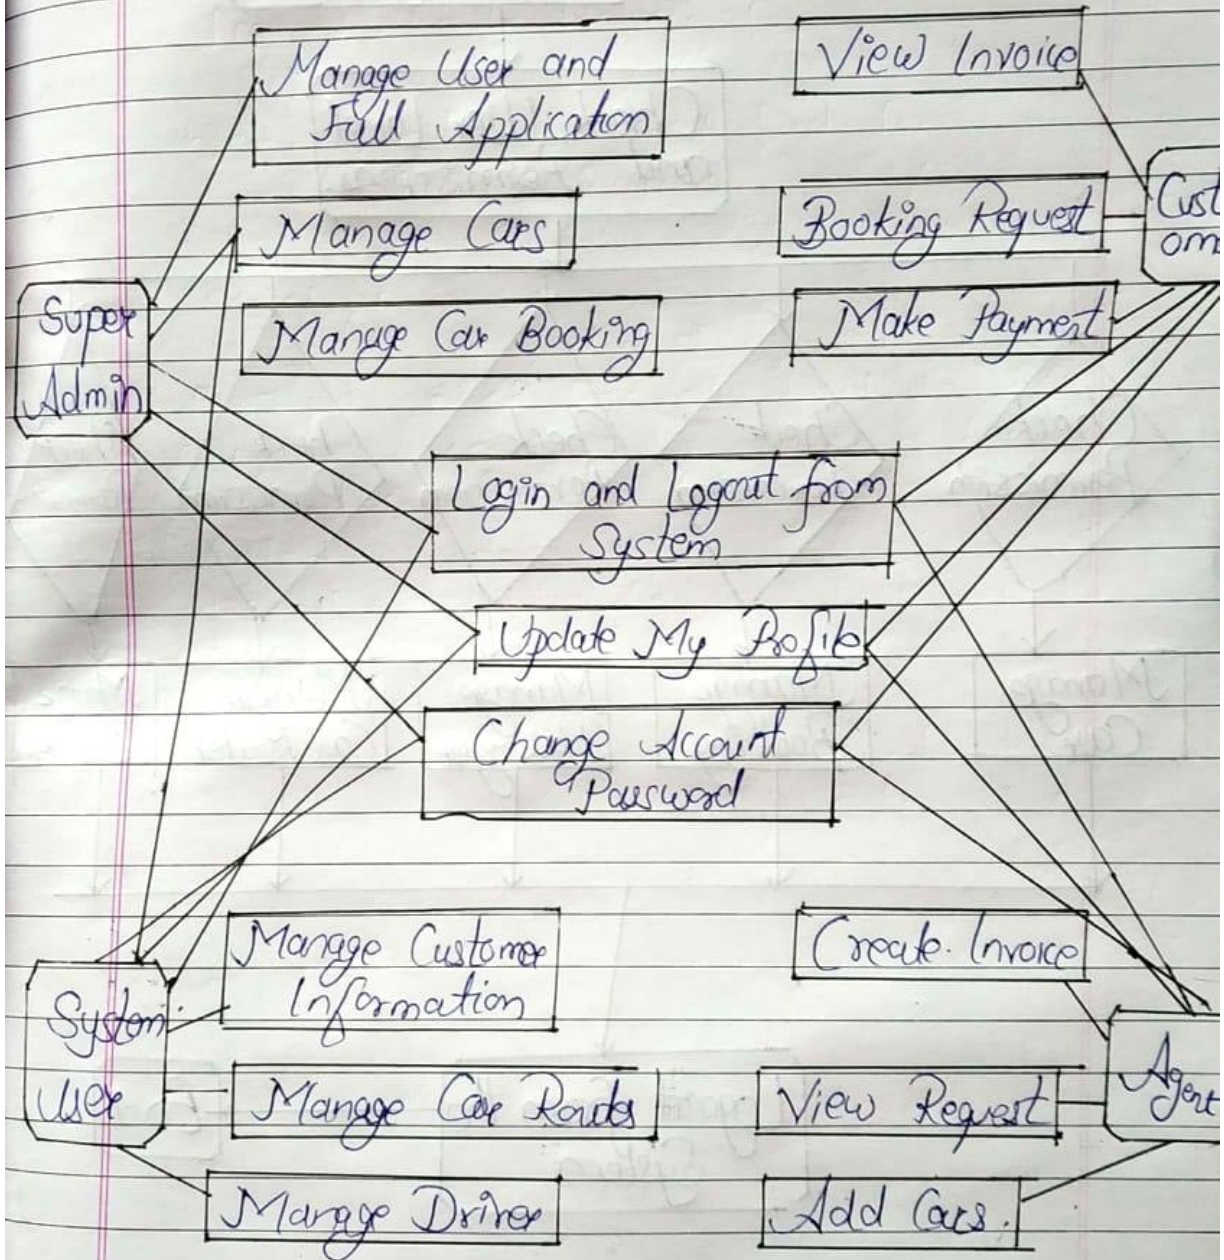 Manage User and
Full Application
View Invoice
Manage Cars
Booking Request
Cust
om
Super
Admin
Manage Car Booking
Make Payment
Login and Logout from
System
Update My Profile
Change Account
Password
Manage Customer
Information
Create Invoice
System
User
Manage Car Routes
View Request
Agent
Manage Driver
Add Cars.